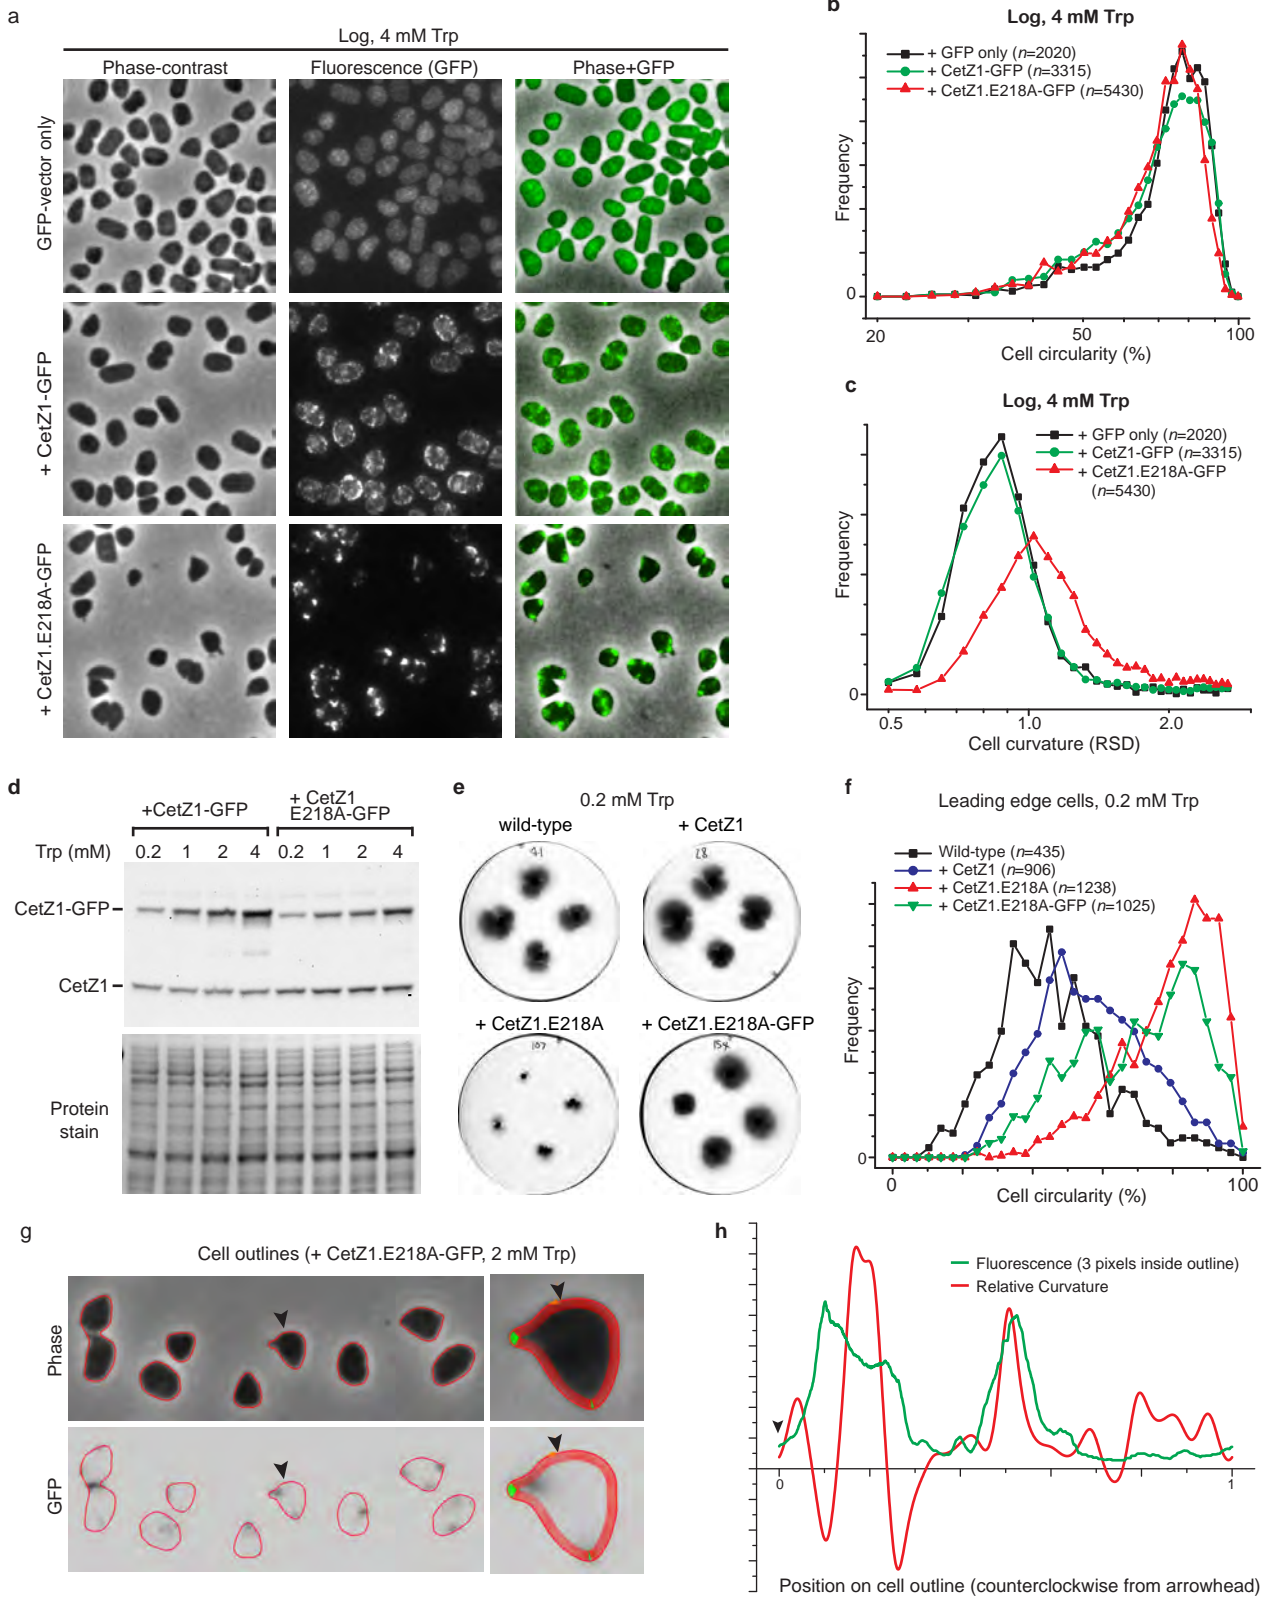 a
Log, 4 mM Trp
Phase-contrast
Fluorescence (GFP)
Phase+GFP
GFP-vector only
+ CetZ1-GFP
+ CetZ1.E218A-GFP
b
Log, 4 mM Trp
+ GFP only (n=2020)
+ CetZ1-GFP (n=3315)
+ CetZ1.E218A-GFP (n=5430)
Frequency
0
20
50
100
Cell circularity (%)
c
Log, 4 mM Trp
+ GFP only (n=2020)
+ CetZ1-GFP (n=3315)
+ CetZ1.E218A-GFP
(n=5430)
Frequency
0
0.5
1.0
2.0
Cell curvature (RSD)
d
+CetZ1-GFP
+ CetZ1
E218A-GFP
Trp (mM)
0.2 1 2 4 0.2 1 2 4
CetZ1-GFP
CetZ1
Protein
stain
e
0.2 mM Trp
wild-type
+ CetZ1
28
+ CetZ1.E218A
+ CetZ1.E218A-GFP
107
154
f
Leading edge cells, 0.2 mM Trp
Wild-type (n=435)
+ CetZ1 (n=906)
+ CetZ1.E218A (n=1238)
+ CetZ1.E218A-GFP (n=1025)
Frequency
0
0
100
Cell circularity (%)
g
Cell outlines (+ CetZ1.E218A-GFP, 2 mM Trp)
Phase
GFP
h
Fluorescence (3 pixels inside outline)
Relative Curvature
0
1
Position on cell outline (counterclockwise from arrowhead)